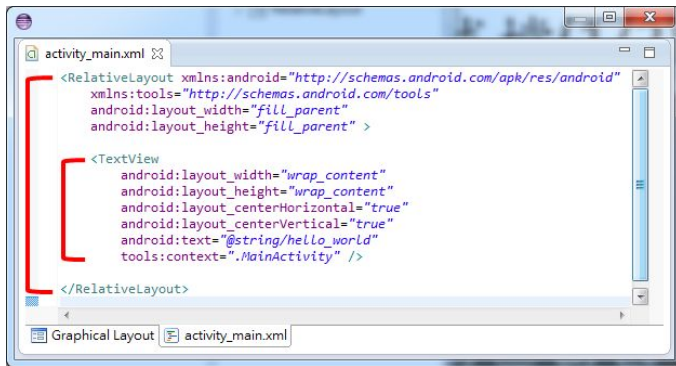 activity_main.xml
<RelativeLayout xmlns:android="http://schemas.android.com/apk/res/android"
xmlns:tools="http://schemas.android.com/tools"
android:layout_width="fill_parent"
android:layout_height="fill_parent" >
<TextView
android:layout_width="wrap_content"
android:layout_height="wrap_content"
android:layout_centerHorizontal="true"
android:layout_centerVertical="true"
android:text="@string/hello_world"
tools:context=".MainActivity" />
</RelativeLayout>
Graphical Layout activity_main.xml